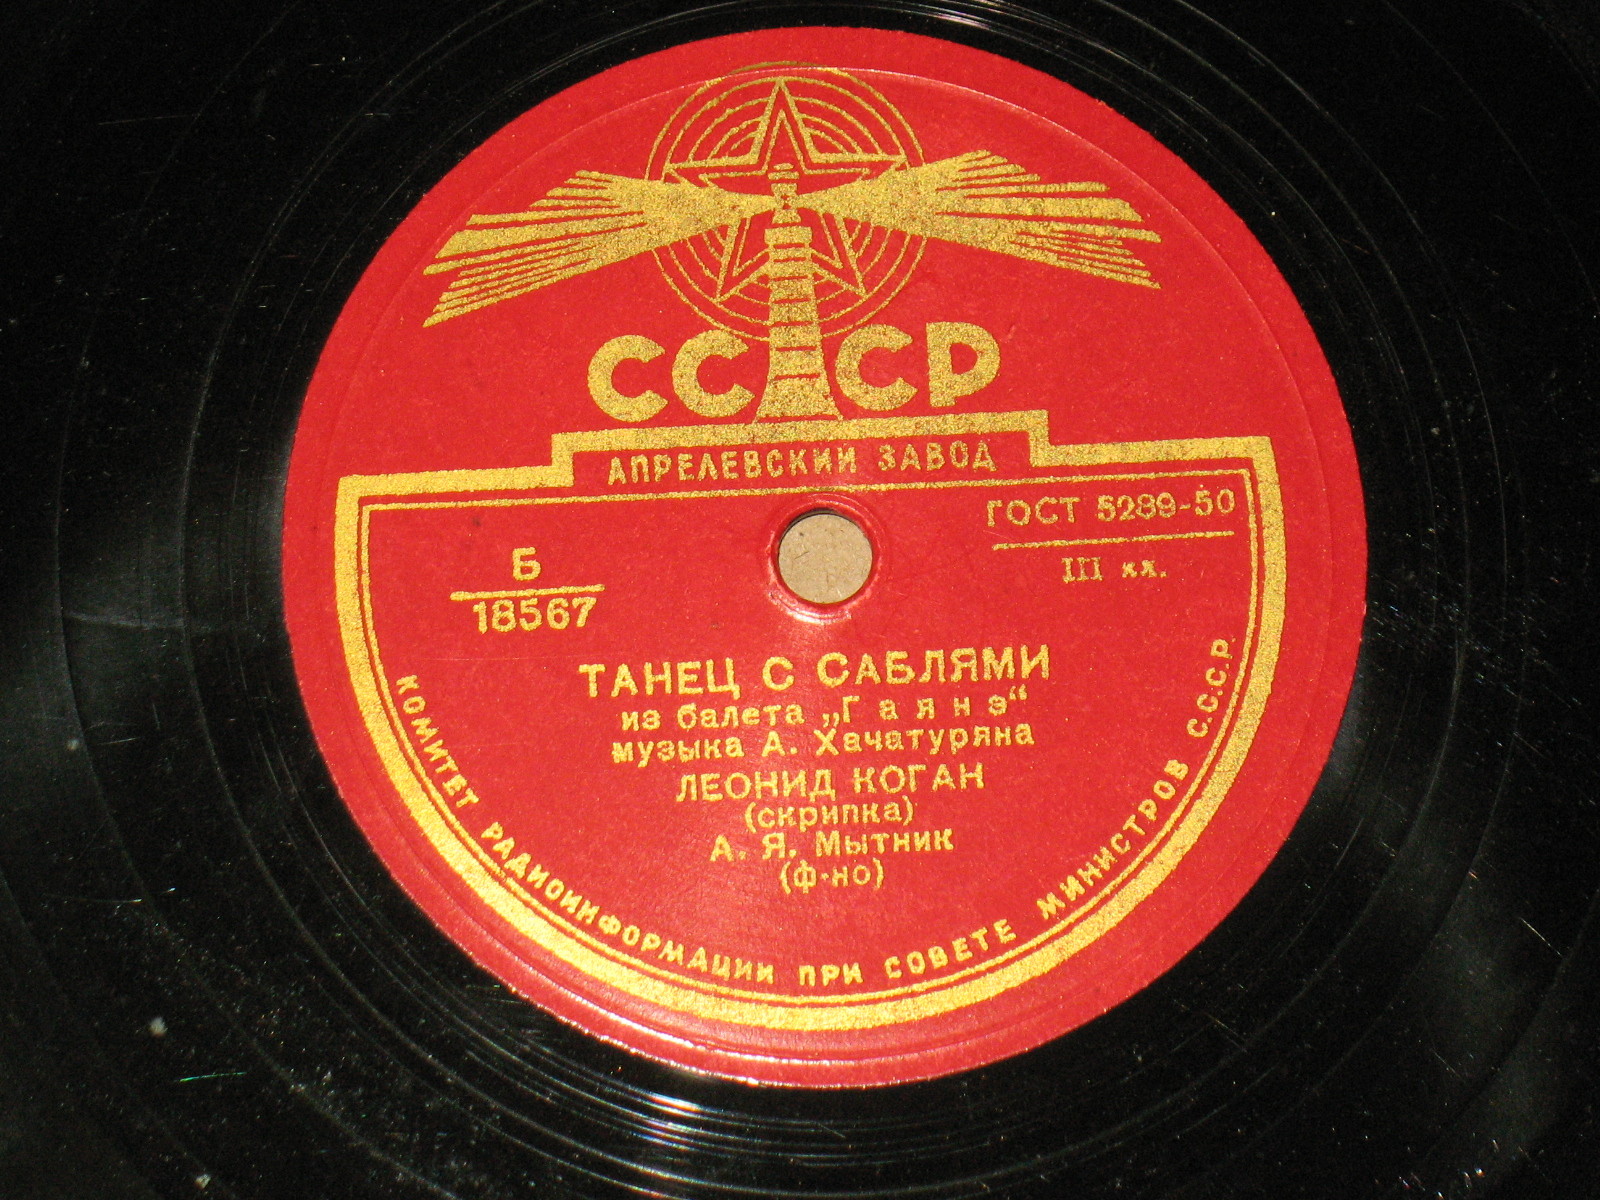 СССР
АПРЕЛЕВСКИЙ ЗАВОД
ГОСТ 5289-50
III кл.
Б
18567
ТАНЕЦ С САБЛЯМИ
из балета „Гаянэ“
музыка А. Хачатуряна
ЛЕОНИД КОГАН
(скрипка)
А. Я. Мытник
(ф-но)
КОМИТЕТ РАДИОИНФОРМАЦИИ ПРИ СОВЕТЕ МИНИСТРОВ С.С.С.Р.